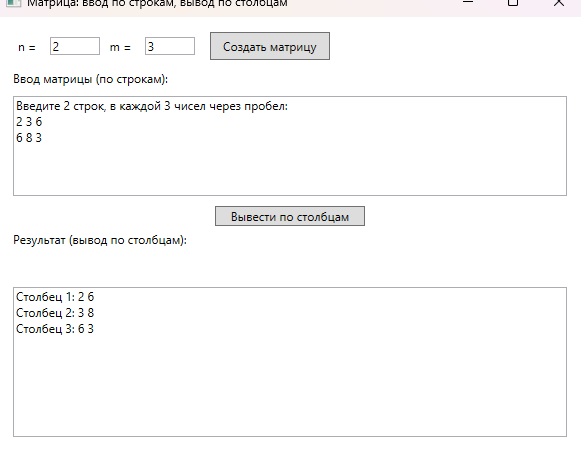 Матрица: ввод по строкам, вывод по столбцам
n = 2 m = 3 Создать матрицу
Ввод матрицы (по строкам):
Введите 2 строк, в каждой 3 чисел через пробел:
2 3 6
6 8 3
Вывести по столбцам
Результат (вывод по столбцам):
Столбец 1: 2 6
Столбец 2: 3 8
Столбец 3: 6 3